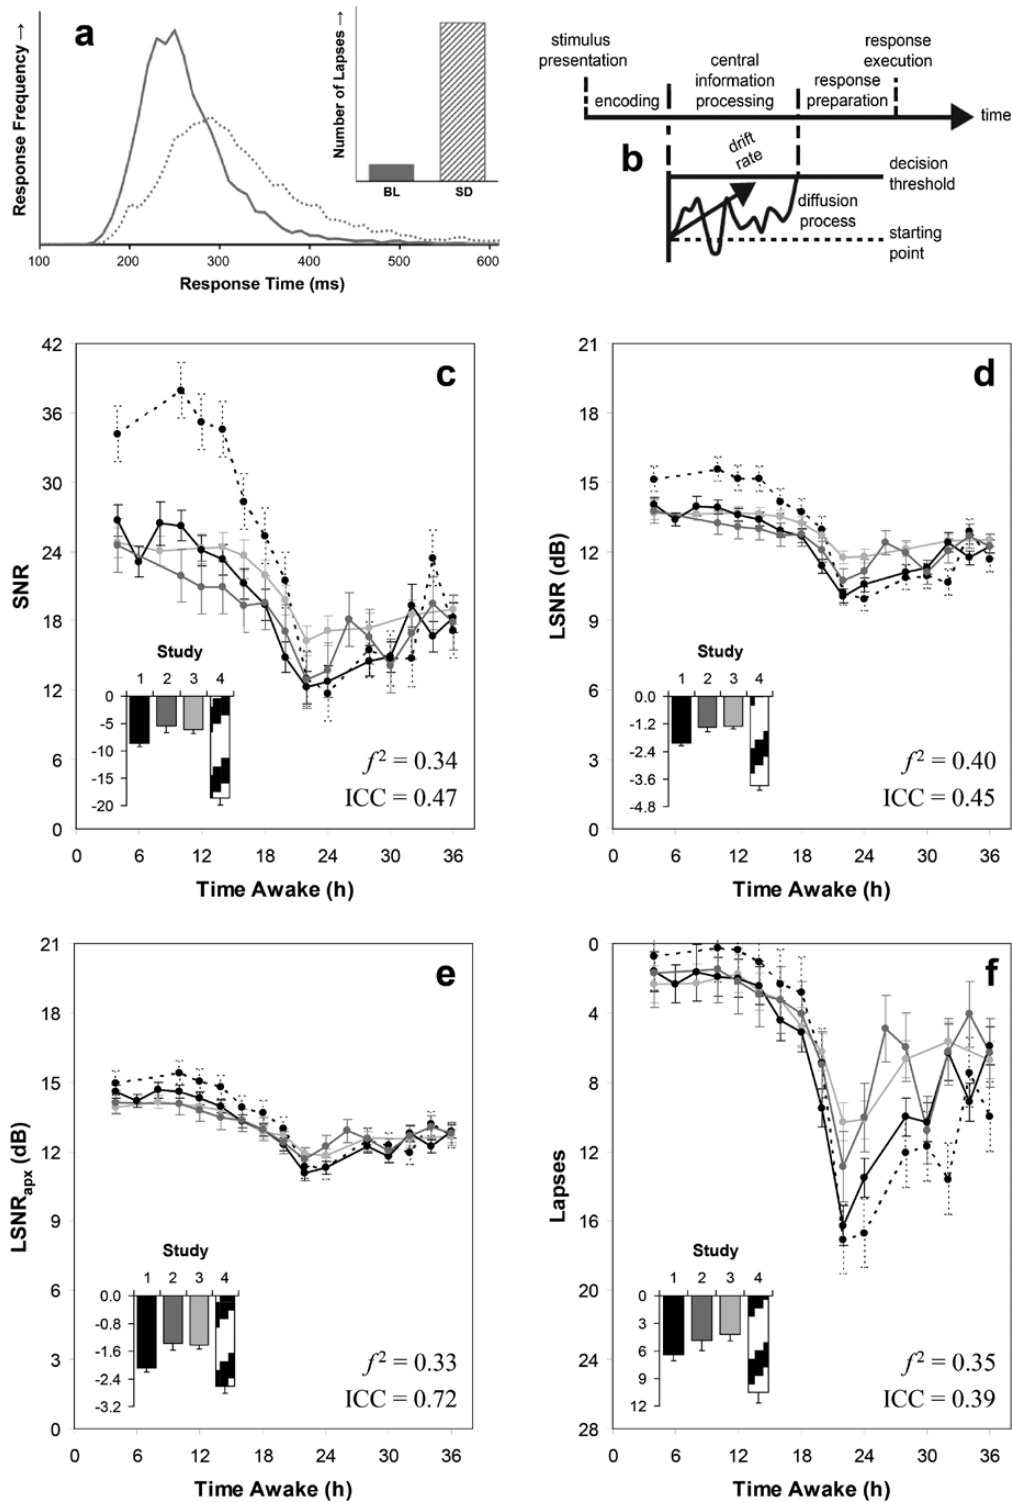 a
Response Frequency →
100 200 300 400 500 600
Response Time (ms)
Number of Lapses →
BL SD
b
stimulus
presentation
encoding
central
information
processing
response
preparation
response
execution
time
drift
rate
decision
threshold
diffusion
process
starting
point
c
SNR
42
36
30
24
18
12
6
0
Study
1 2 3 4
0
-5
-10
-15
-20
f² = 0.34
ICC = 0.47
0 6 12 18 24 30 36
Time Awake (h)
d
LSNR (dB)
21
18
15
12
9
6
3
0
Study
1 2 3 4
0.0
-1.2
-2.4
-3.6
-4.8
f² = 0.40
ICC = 0.45
0 6 12 18 24 30 36
Time Awake (h)
e
LSNRapx (dB)
21
18
15
12
9
6
3
0
Study
1 2 3 4
0.0
-0.8
-1.6
-2.4
-3.2
f² = 0.33
ICC = 0.72
0 6 12 18 24 30 36
Time Awake (h)
f
Lapses
0
4
8
12
16
20
24
28
Study
1 2 3 4
0
3
6
9
12
f² = 0.35
ICC = 0.39
0 6 12 18 24 30 36
Time Awake (h)